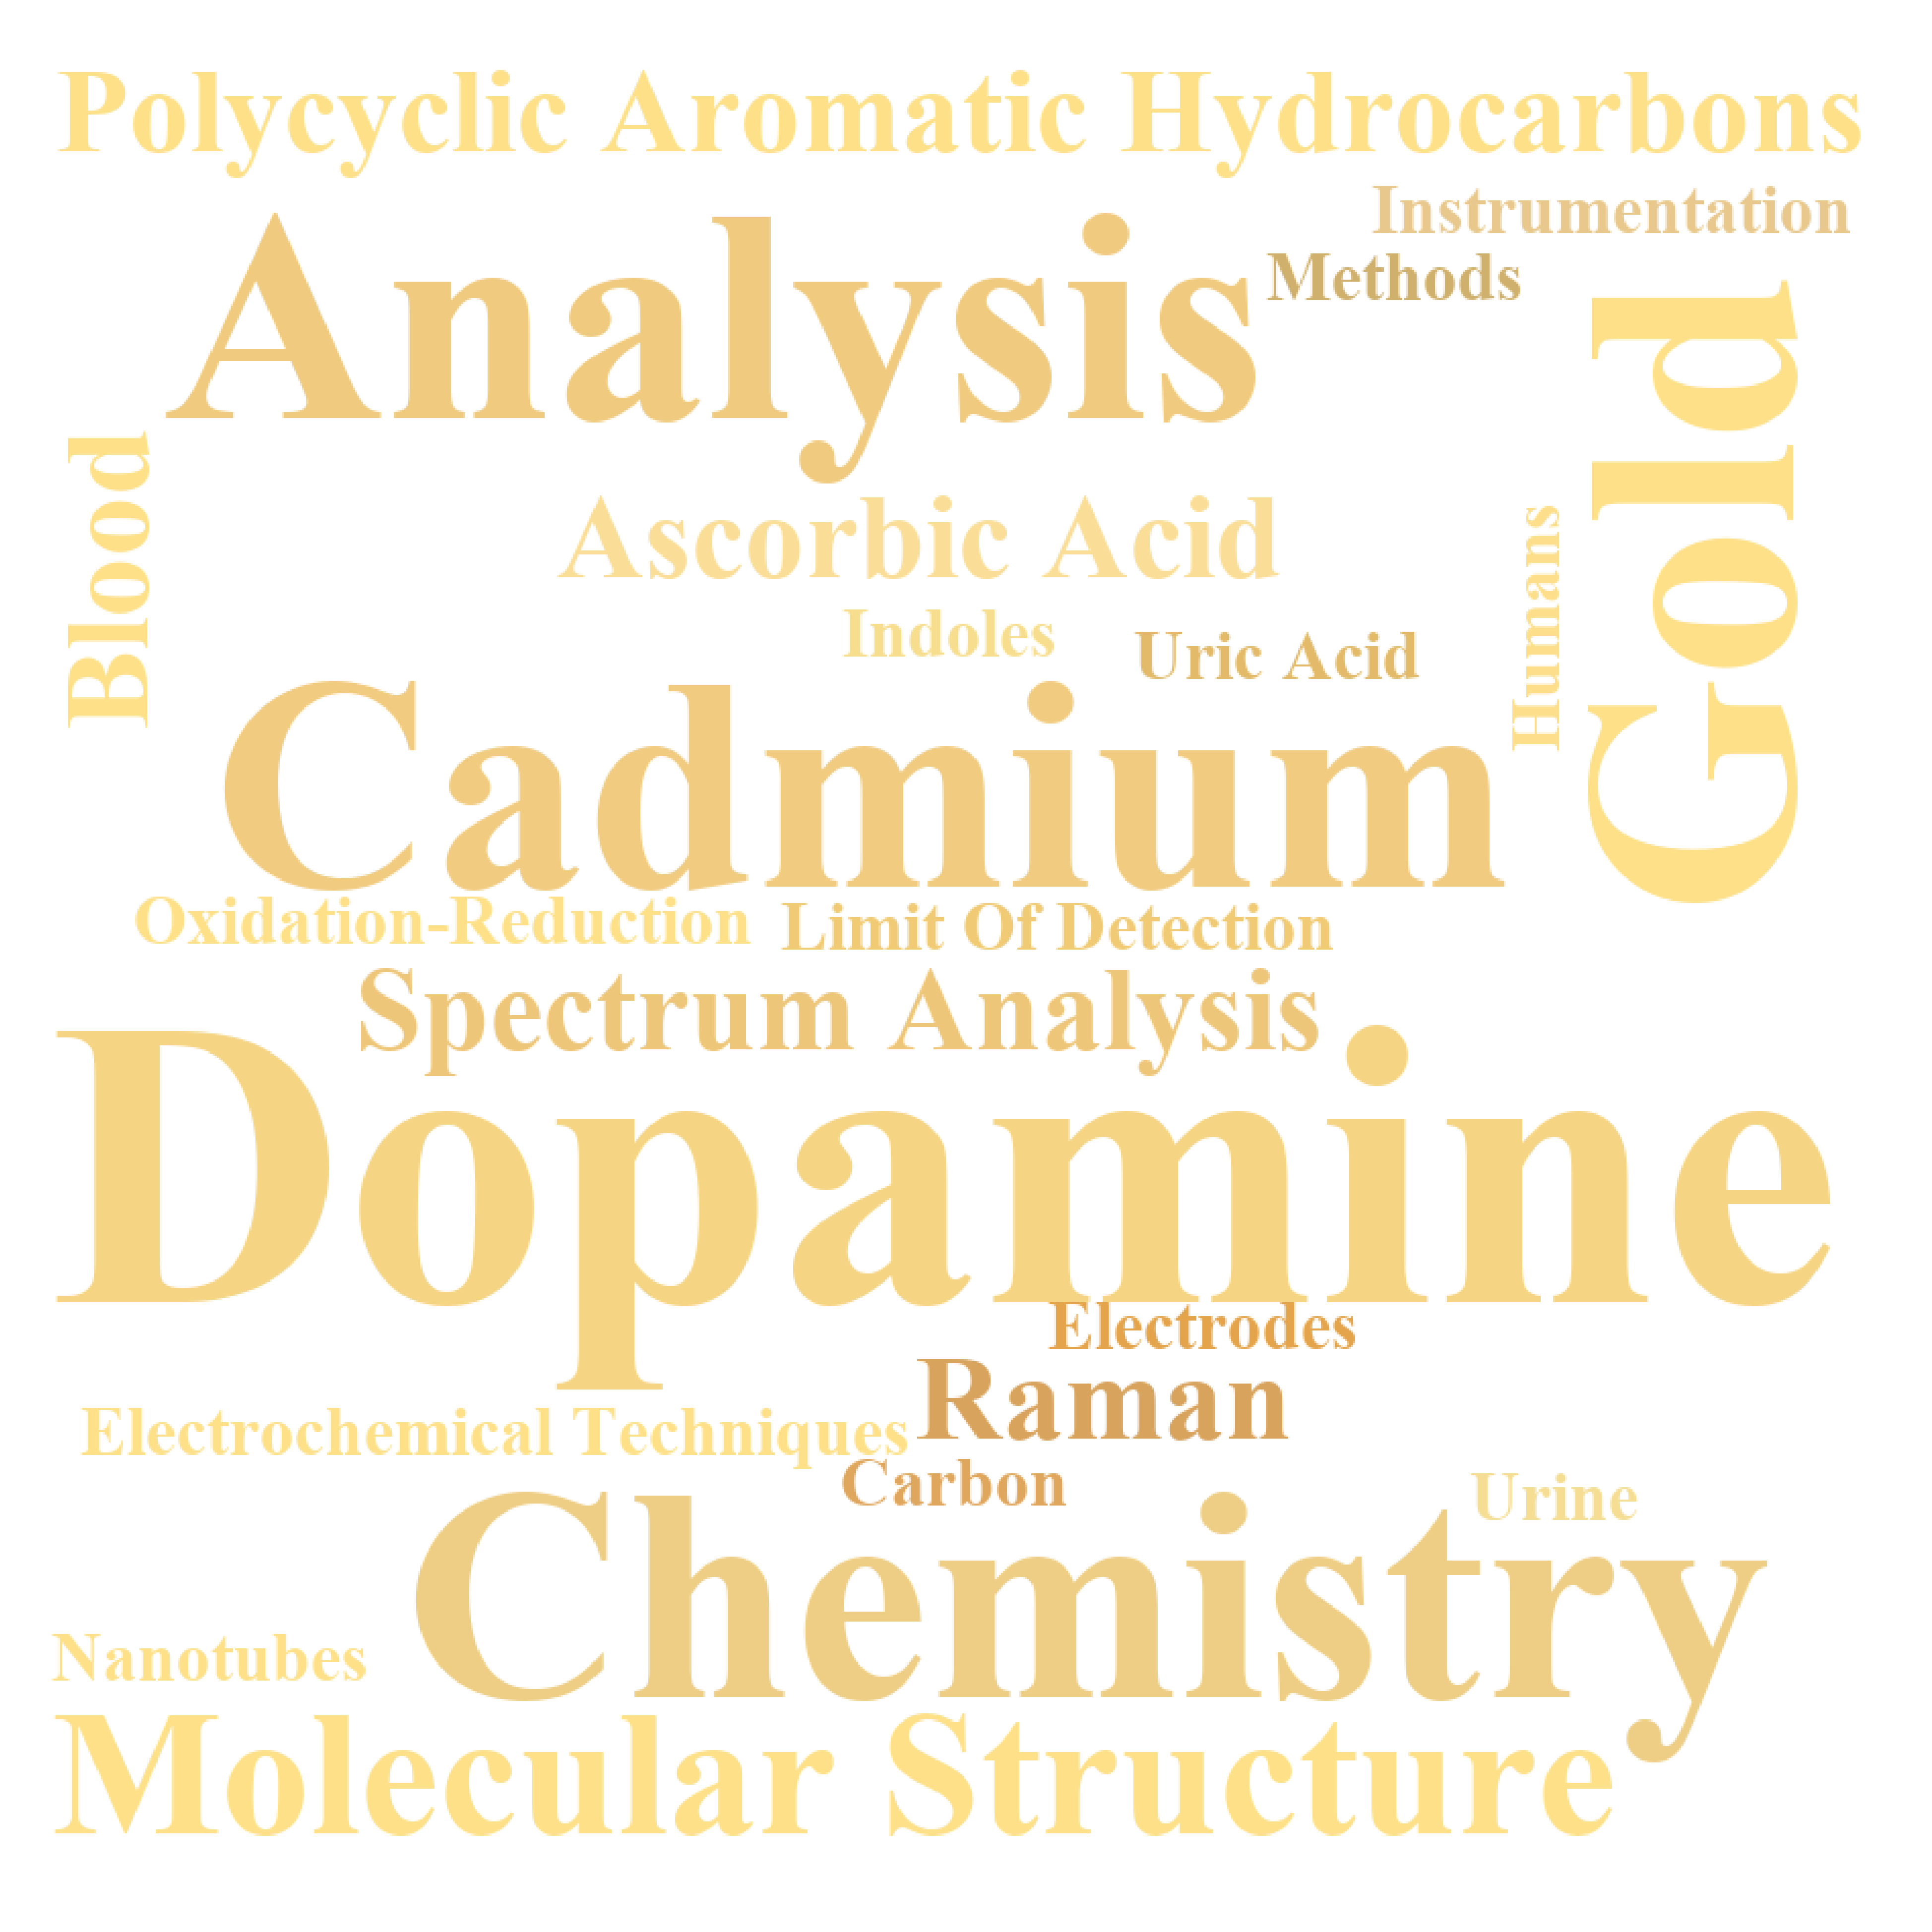 Polycyclic Aromatic Hydrocarbons
Instrumentation
Analysis
Methods
Gold
Blood
Ascorbic Acid
Humans
Indoles
Uric Acid
Cadmium
Oxidation-Reduction
Limit Of Detection
Spectrum Analysis
Dopamine
Electrodes
Raman
Electrochemical Techniques
Carbon
Urine
Chemistry
Nanotubes
Molecular Structure